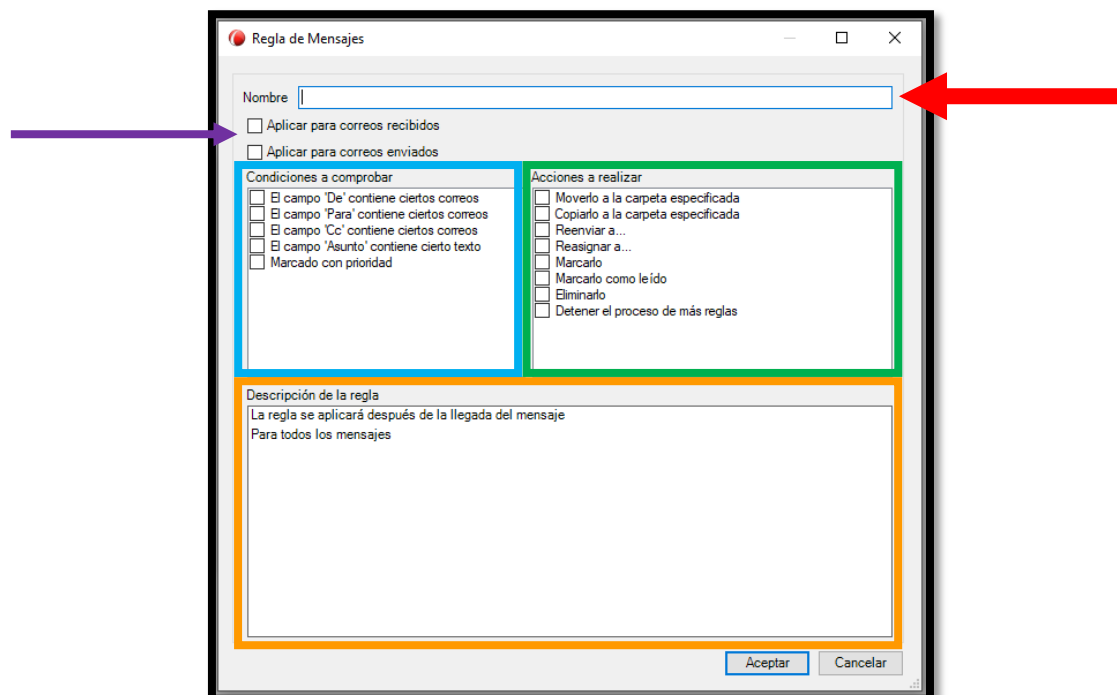 Regla de Mensajes
Nombre
Aplicar para correos recibidos
Aplicar para correos enviados
Condiciones a comprobar
El campo 'De' contiene ciertos correos
El campo 'Para' contiene ciertos correos
El campo 'Cc' contiene ciertos correos
El campo 'Asunto' contiene cierto texto
Marcado con prioridad
Acciones a realizar
Moverlo a la carpeta especificada
Copiarlo a la carpeta especificada
Reenviar a...
Reasignar a...
Marcarlo
Marcarlo como leído
Eliminarlo
Detener el proceso de más reglas
Descripción de la regla
La regla se aplicará después de la llegada del mensaje
Para todos los mensajes
Aceptar
Cancelar